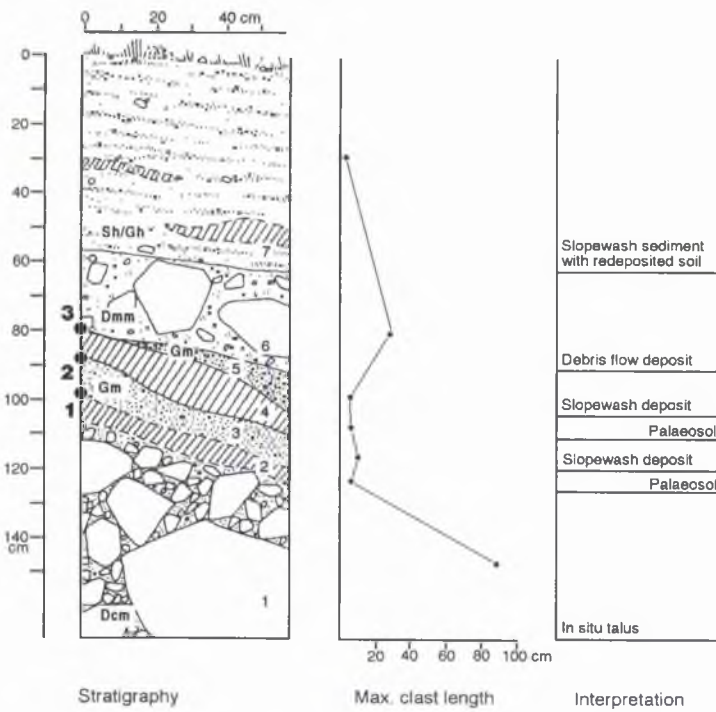 0 20 40 cm
0
20
40
60
80
100
120
140
cm
Sh/Gh
7
Dmm
3
Gm
6
5
2
Gm
4
1
3
2
1
Dcm
20 40 60 80 100 cm
Slopewash sediment
with redeposited soil
Debris flow deposit
Slopewash deposit
Palaeosol
Slopewash deposit
Palaeosol
In situ talus
Stratigraphy
Max. clast length
Interpretation